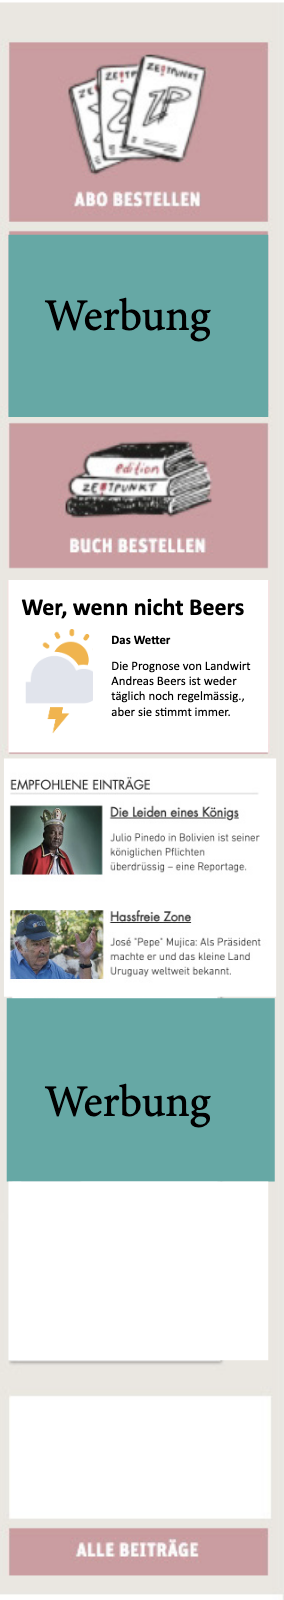 ZEITPUNKT
ABO BESTELLEN
Werbung
edition
ZEITPUNKT
BUCH BESTELLEN
Wer, wenn nicht Beers
Das Wetter
Die Prognose von Landwirt
Andreas Beers ist weder
täglich noch regelmässig.,
aber sie stimmt immer.
EMPFOHLENE EINTRÄGE
Die Leiden eines Königs
Julio Pinedo in Bolivien ist seiner
königlichen Pflichten
überdrüssig – eine Reportage.
Hassfreie Zone
José "Pepe" Mujica: Als Präsident
machte er und das kleine Land
Uruguay weltweit bekannt.
Werbung
ALLE BEITRÄGE